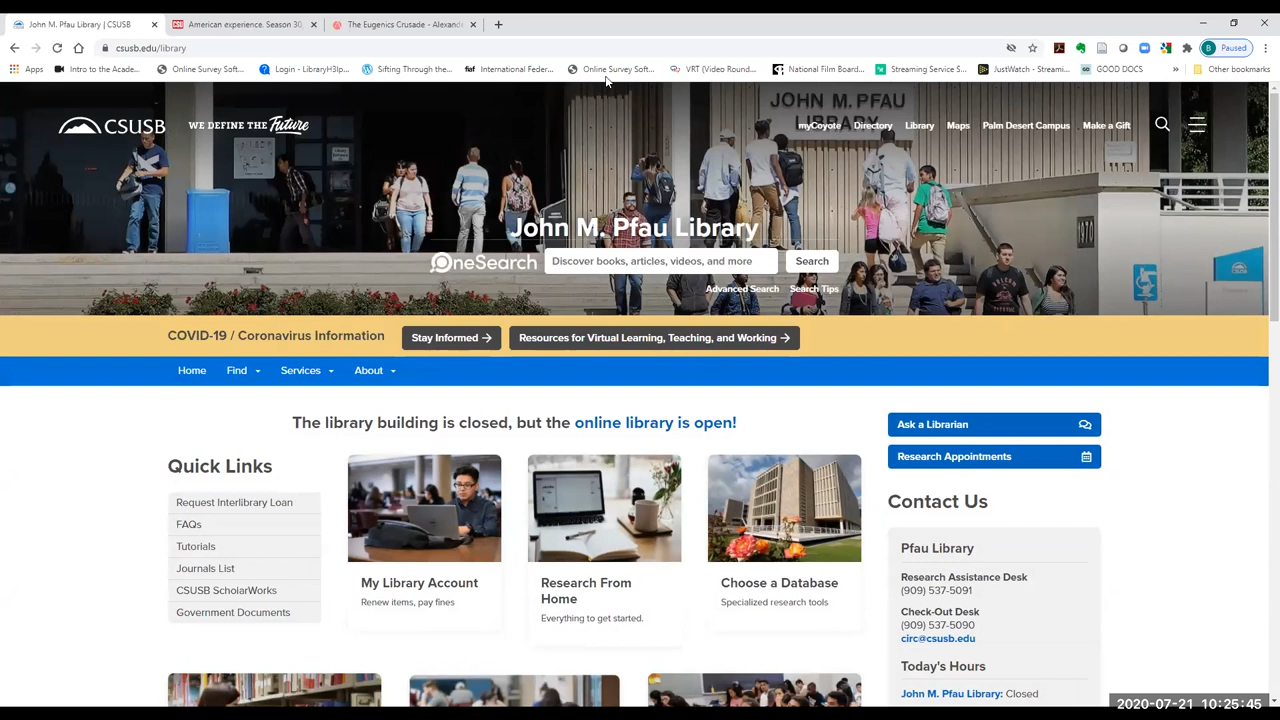 John M. Pfau Library | CSUSB
American experience. Season 30,
The Eugenics Crusade - Alexande
csusb.edu/library
B Paused
Apps
Intro to the Acade...
Online Survey Soft...
Login - LibraryH3lp...
Sifting Through the...
International Feder...
Online Survey Soft...
VRT (Video Round...
National Film Board...
Streaming Service S...
JustWatch - Streami...
GOOD DOCS
»
Other bookmarks
JOHN M. PFAU
LIBRARY
CSUSB
WE DEFINE THE Future
myCoyote
Directory
Library
Maps
Palm Desert Campus
Make a Gift
John M. Pfau Library
OneSearch
Discover books, articles, videos, and more
Search
Advanced Search
Search Tips
COVID-19 / Coronavirus Information
Stay Informed →
Resources for Virtual Learning, Teaching, and Working →
Home
Find
Services
About
The library building is closed, but the online library is open!
Quick Links
Request Interlibrary Loan
FAQs
Tutorials
Journals List
CSUSB ScholarWorks
Government Documents
My Library Account
Renew items, pay fines
Research From
Home
Everything to get started.
Choose a Database
Specialized research tools
Ask a Librarian
Research Appointments
Contact Us
Pfau Library
Research Assistance Desk
(909) 537-5091
Check-Out Desk
(909) 537-5090
circ@csusb.edu
Today's Hours
John M. Pfau Library: Closed
2020-07-21 10:25:45